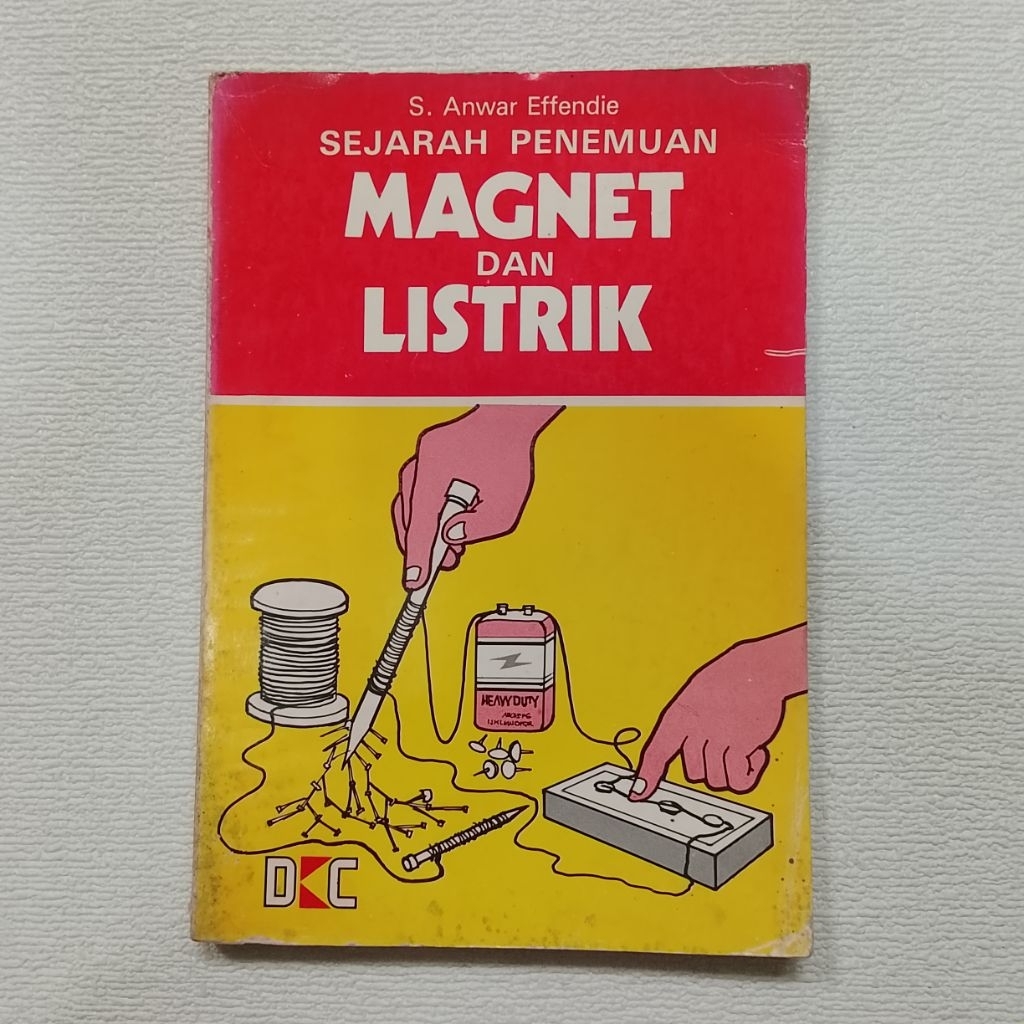 S. Anwar Effendie
SEJARAH PENEMUAN
MAGNET
DAN
LISTRIK
HEAVY DUTY
DKC